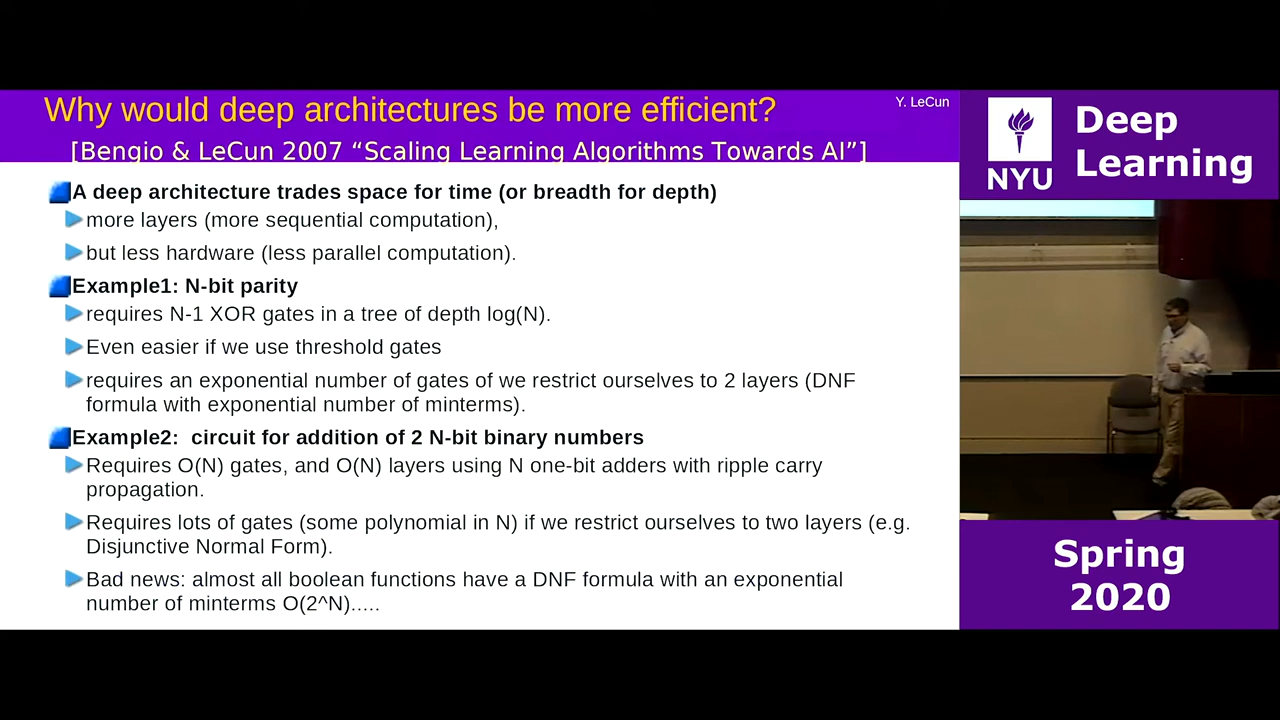 Why would deep architectures be more efficient?
Y. LeCun
[Bengio & LeCun 2007 “Scaling Learning Algorithms Towards AI”]
A deep architecture trades space for time (or breadth for depth)
more layers (more sequential computation),
but less hardware (less parallel computation).
Example1: N-bit parity
requires N-1 XOR gates in a tree of depth log(N).
Even easier if we use threshold gates
requires an exponential number of gates of we restrict ourselves to 2 layers (DNF
formula with exponential number of minterms).
Example2:  circuit for addition of 2 N-bit binary numbers
Requires O(N) gates, and O(N) layers using N one-bit adders with ripple carry
propagation.
Requires lots of gates (some polynomial in N) if we restrict ourselves to two layers (e.g.
Disjunctive Normal Form).
Bad news: almost all boolean functions have a DNF formula with an exponential
number of minterms O(2^N).....
NYU
Deep
Learning
Spring
2020